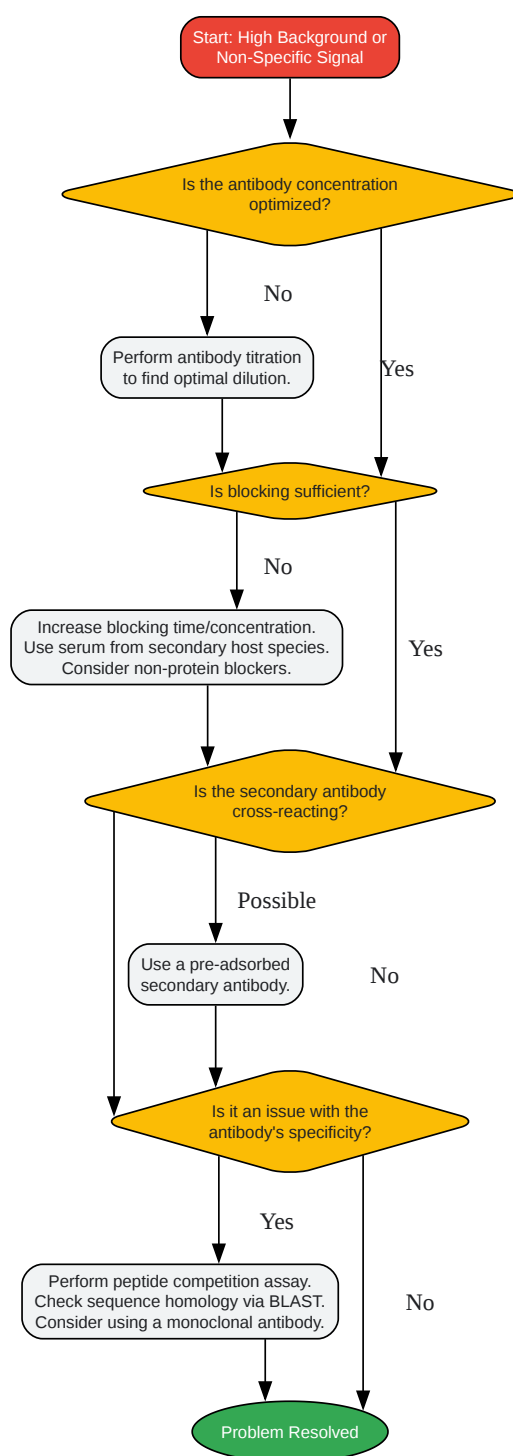 Start: High Background or
Non-Specific Signal
Is the antibody concentration
optimized?
No
Perform antibody titration
to find optimal dilution.
Yes
Is blocking sufficient?
No
Increase blocking time/concentration.
Use serum from secondary host species.
Consider non-protein blockers.
Yes
Is the secondary antibody
cross-reacting?
Possible
Use a pre-adsorbed
secondary antibody.
No
Is it an issue with the
antibody's specificity?
Yes
Perform peptide competition assay.
Check sequence homology via BLAST.
Consider using a monoclonal antibody.
No
Problem Resolved